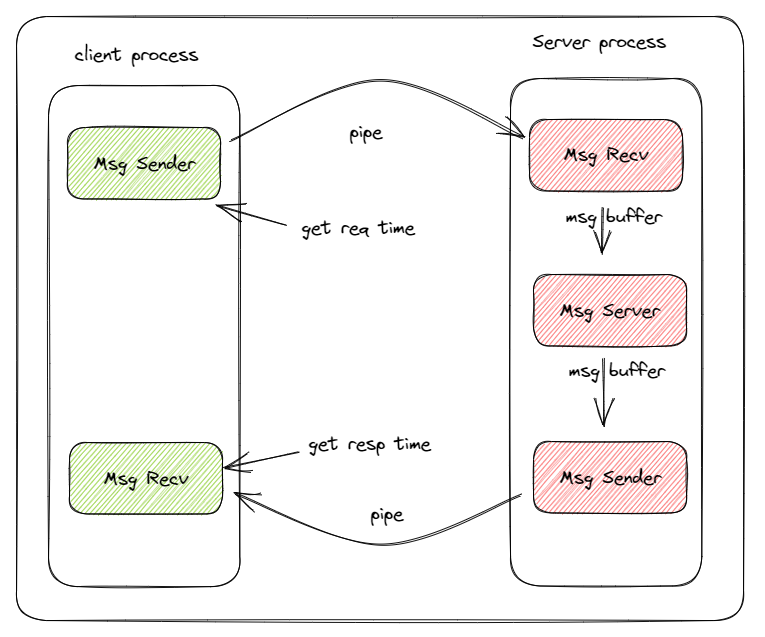 client process
Server process
Msg Sender
pipe
Msg Recv
get req time
msg buffer
Msg Server
msg buffer
get resp time
Msg Recv
Msg Sender
pipe